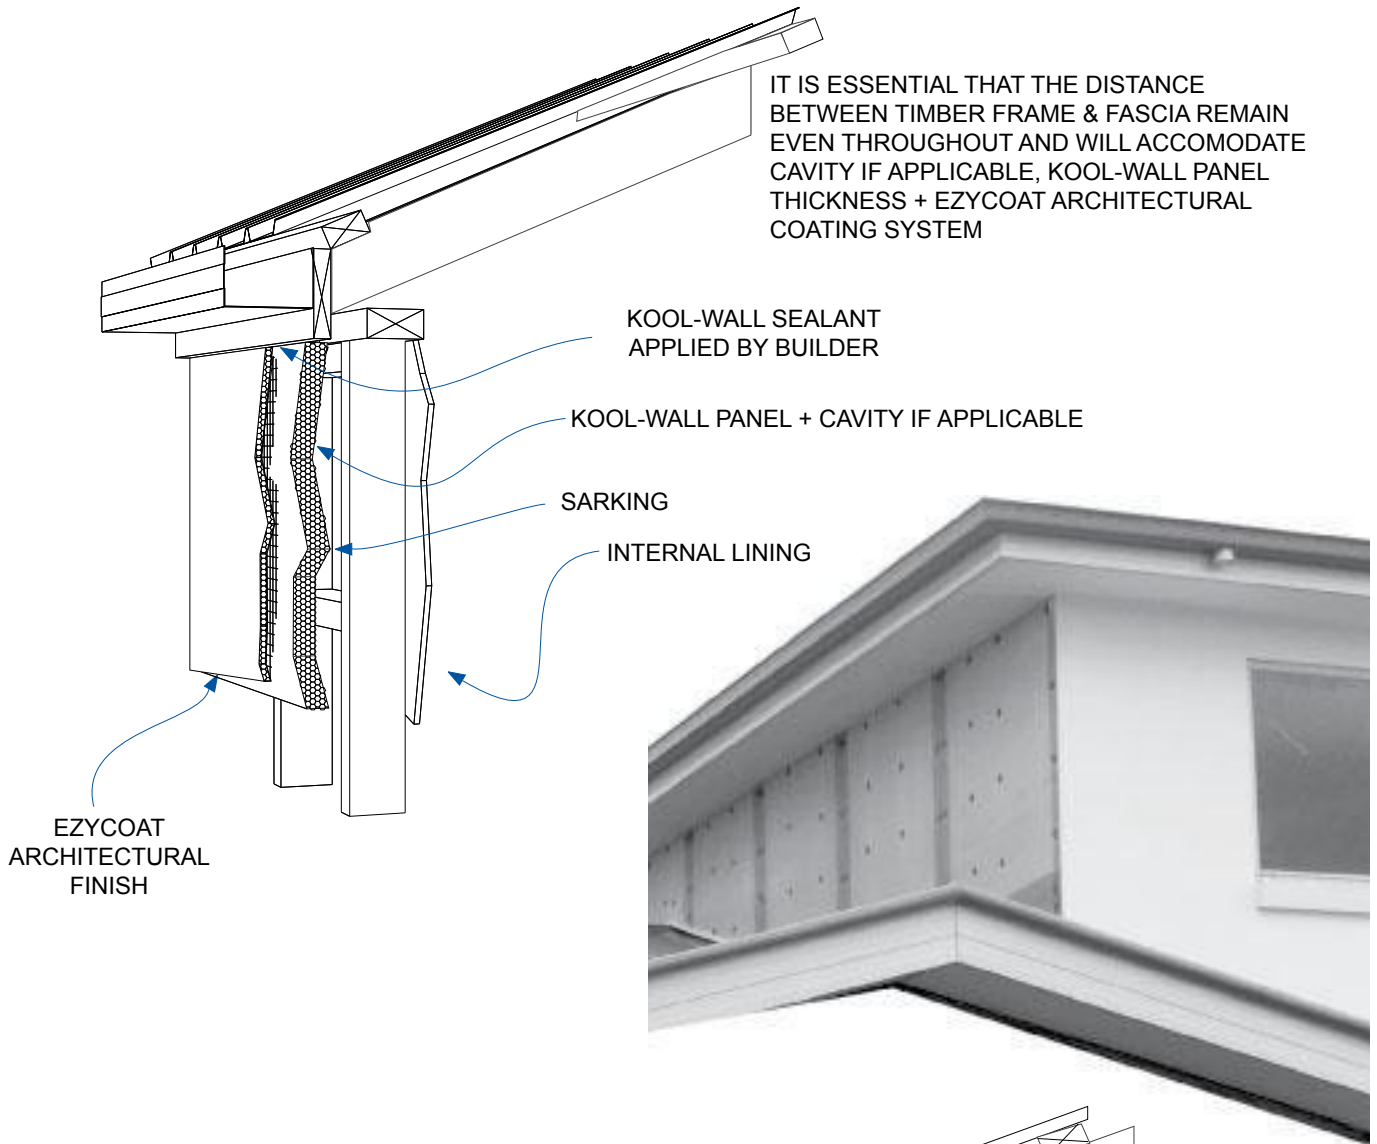 IT IS ESSENTIAL THAT THE DISTANCE
BETWEEN TIMBER FRAME & FASCIA REMAIN
EVEN THROUGHOUT AND WILL ACCOMODATE
CAVITY IF APPLICABLE, KOOL-WALL PANEL
THICKNESS + EZYCOAT ARCHITECTURAL
COATING SYSTEM
KOOL-WALL SEALANT
APPLIED BY BUILDER
KOOL-WALL PANEL + CAVITY IF APPLICABLE
SARKING
INTERNAL LINING
EZYCOAT
ARCHITECTURAL
FINISH